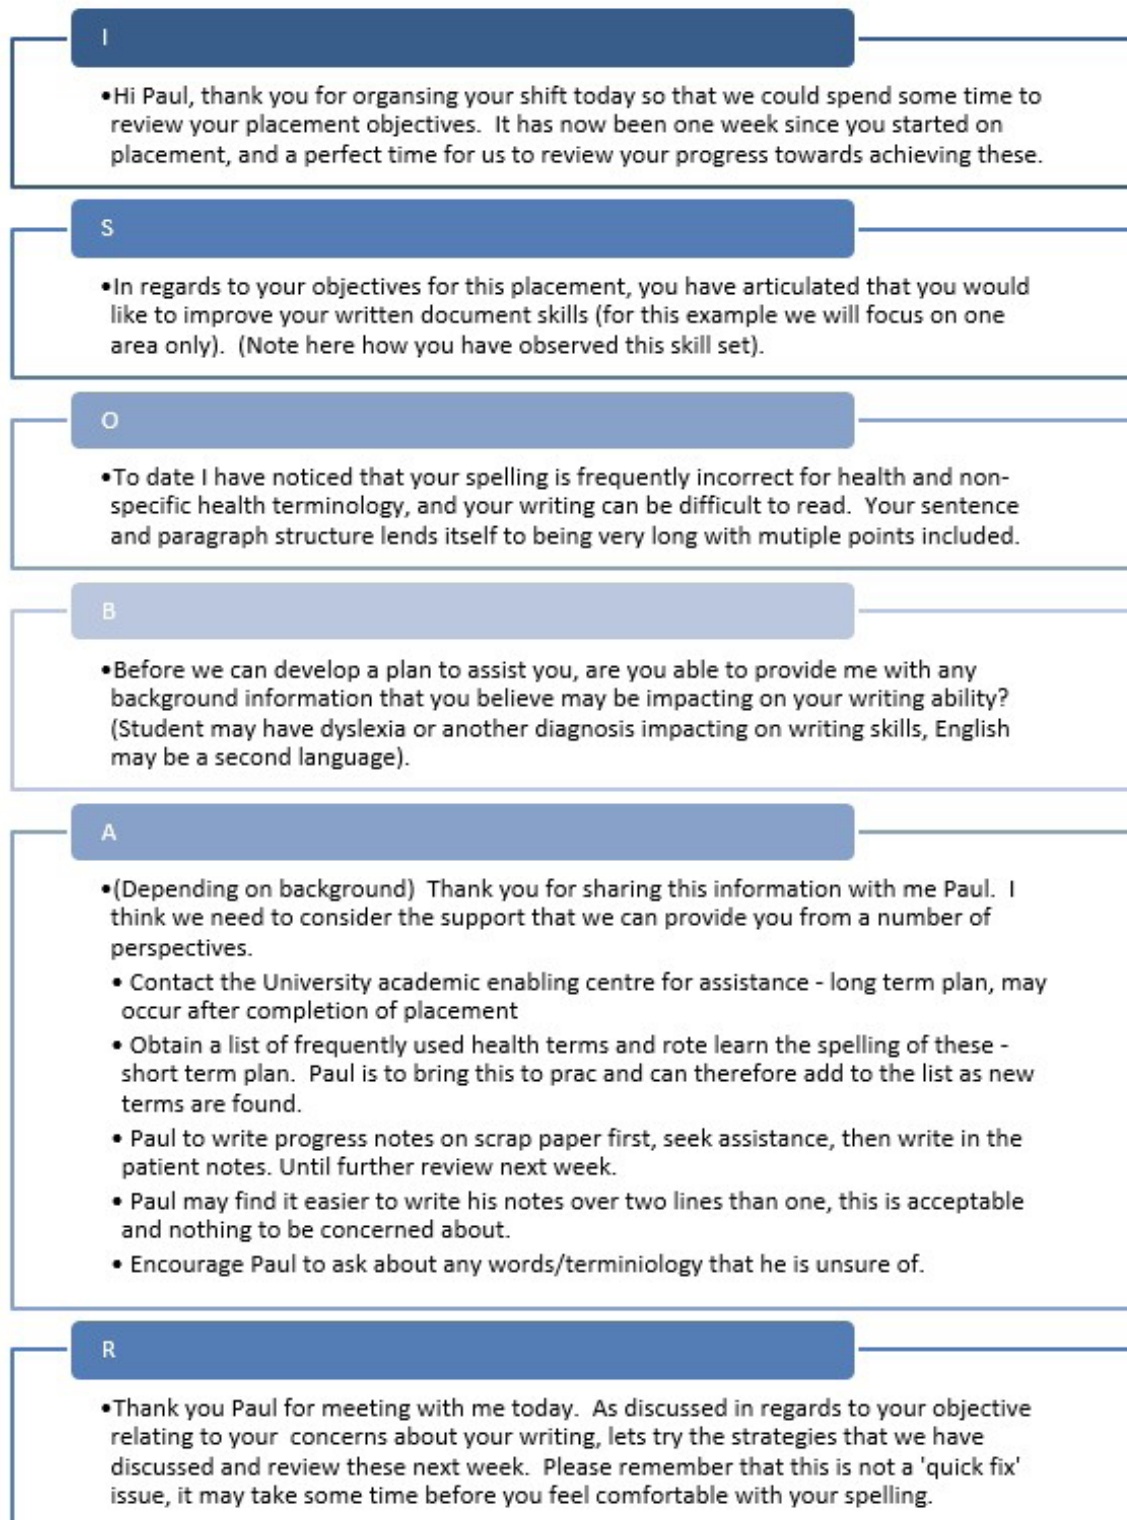 I
•Hi Paul, thank you for organsing your shift today so that we could spend some time to
review your placement objectives.  It has now been one week since you started on
placement, and a perfect time for us to review your progress towards achieving these.
S
•In regards to your objectives for this placement, you have articulated that you would
like to improve your written document skills (for this example we will focus on one
area only).  (Note here how you have observed this skill set).
O
•To date I have noticed that your spelling is frequently incorrect for health and non-
specific health terminology, and your writing can be difficult to read.  Your sentence
and paragraph structure lends itself to being very long with mutiple points included.
B
•Before we can develop a plan to assist you, are you able to provide me with any
background information that you believe may be impacting on your writing ability?
(Student may have dyslexia or another diagnosis impacting on writing skills, English
may be a second language).
A
•(Depending on background)  Thank you for sharing this information with me Paul.  I
think we need to consider the support that we can provide you from a number of
perspectives.
• Contact the University academic enabling centre for assistance - long term plan, may
occur after completion of placement
• Obtain a list of frequently used health terms and rote learn the spelling of these -
short term plan.  Paul is to bring this to prac and can therefore add to the list as new
terms are found.
• Paul to write progress notes on scrap paper first, seek assistance, then write in the
patient notes. Until further review next week.
• Paul may find it easier to write his notes over two lines than one, this is acceptable
and nothing to be concerned about.
• Encourage Paul to ask about any words/terminiology that he is unsure of.
R
•Thank you Paul for meeting with me today.  As discussed in regards to your objective
relating to your  concerns about your writing, lets try the strategies that we have
discussed and review these next week.  Please remember that this is not a 'quick fix'
issue, it may take some time before you feel comfortable with your spelling.